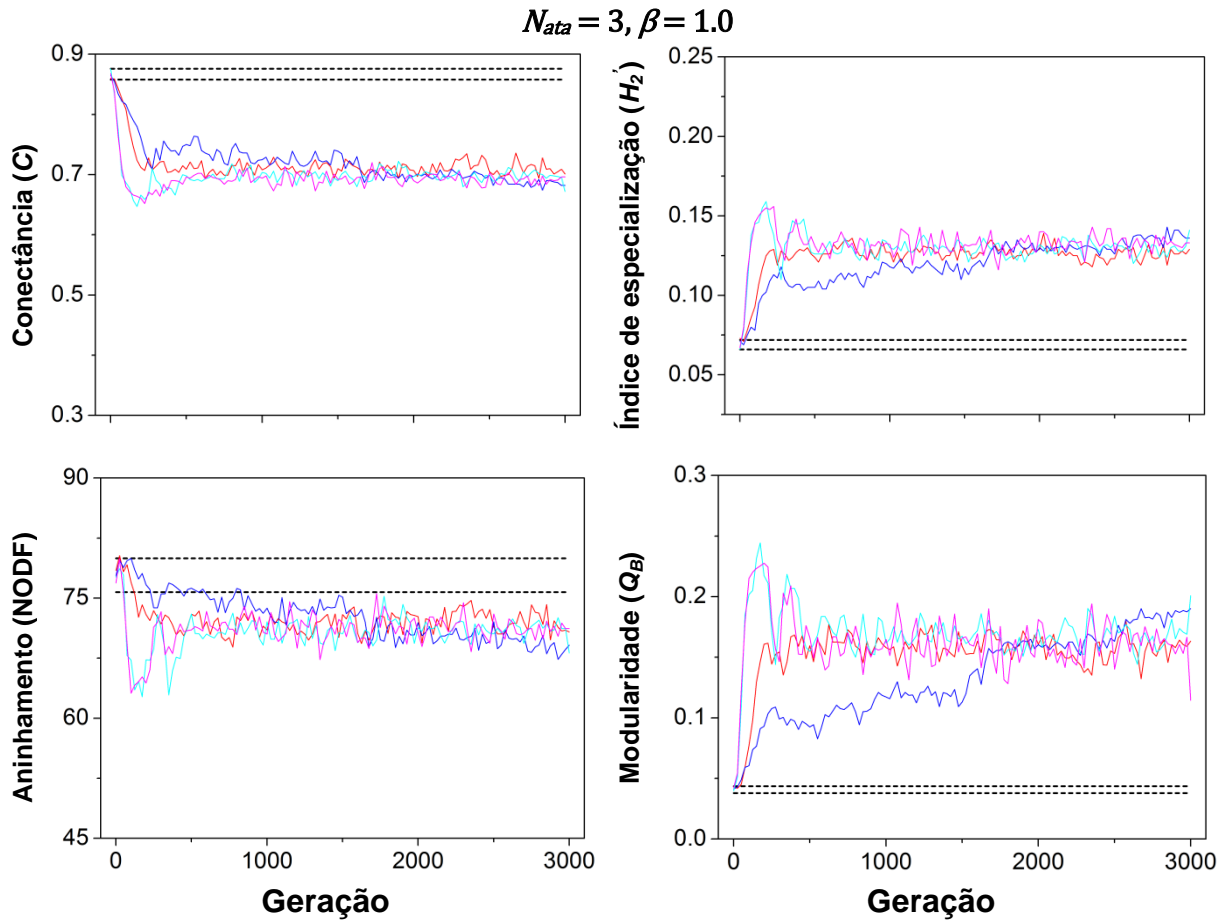 N_ata = 3, β = 1.0
Conectância (C)
0.9
0.7
0.5
0.3
Índice de especialização (H₂')
0.25
0.20
0.15
0.10
0.05
Aninhamento (NODF)
90
75
60
45
0 1000 2000 3000
Geração
Modularidade (Q_B)
0.3
0.2
0.1
0.0
0 1000 2000 3000
Geração